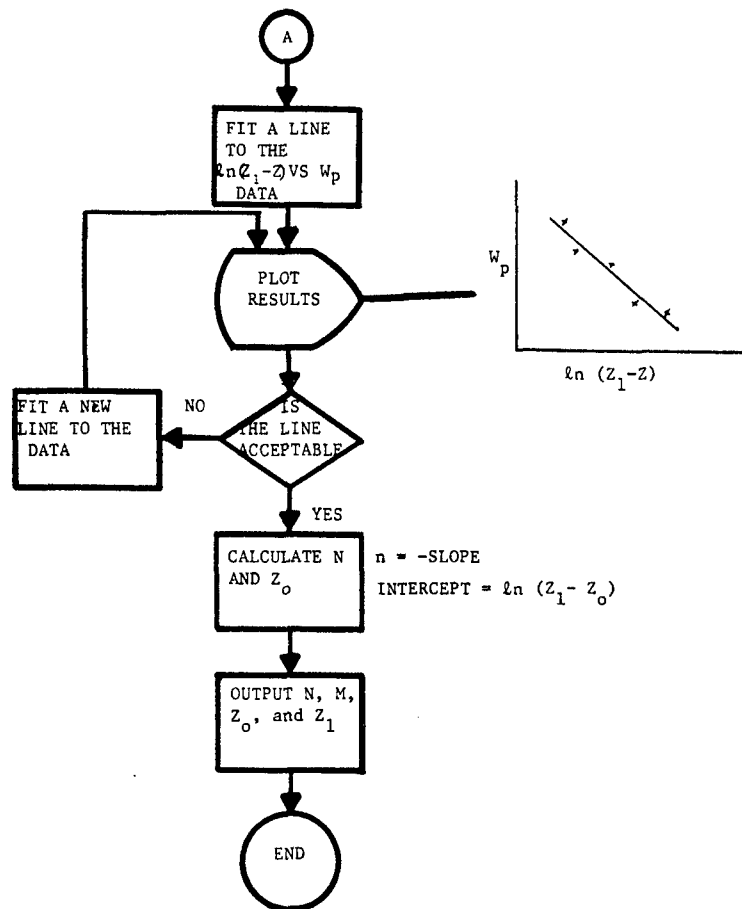 A
FIT A LINE
TO THE
ln(Z₁-Z) VS Wₚ
DATA
PLOT
RESULTS
Wₚ
ln (Z₁-Z)
FIT A NEW
LINE TO THE
DATA
NO
IS
THE LINE
ACCEPTABLE
YES
CALCULATE N
AND Zₒ
n = -SLOPE
INTERCEPT = ln (Z₁- Zₒ)
OUTPUT N, M,
Zₒ, and Z₁
END